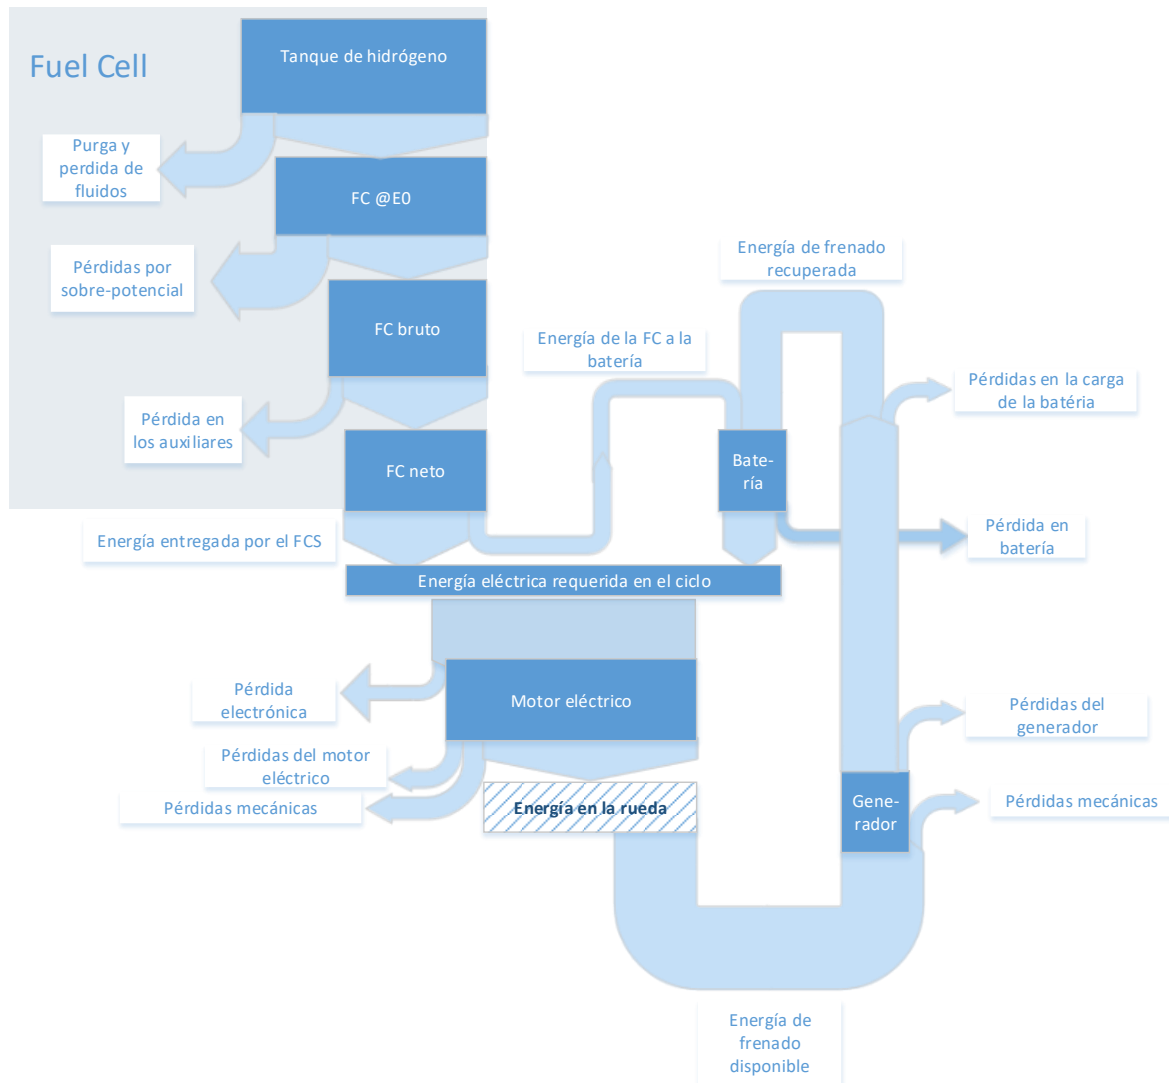 Fuel Cell
Tanque de hidrógeno
Purga y
perdida de
fluidos
FC @E0
Pérdidas por
sobre-potencial
FC bruto
Pérdida en
los auxiliares
FC neto
Energía entregada por el FCS
Energía de la FC a la
batería
Energía de frenado
recuperada
Pérdidas en la carga
de la batéria
Bate-
ría
Pérdida en
batería
Energía eléctrica requerida en el ciclo
Pérdida
electrónica
Motor eléctrico
Pérdidas del motor
eléctrico
Pérdidas mecánicas
Energía en la rueda
Pérdidas del
generador
Gene-
rador
Pérdidas mecánicas
Energía de
frenado
disponible